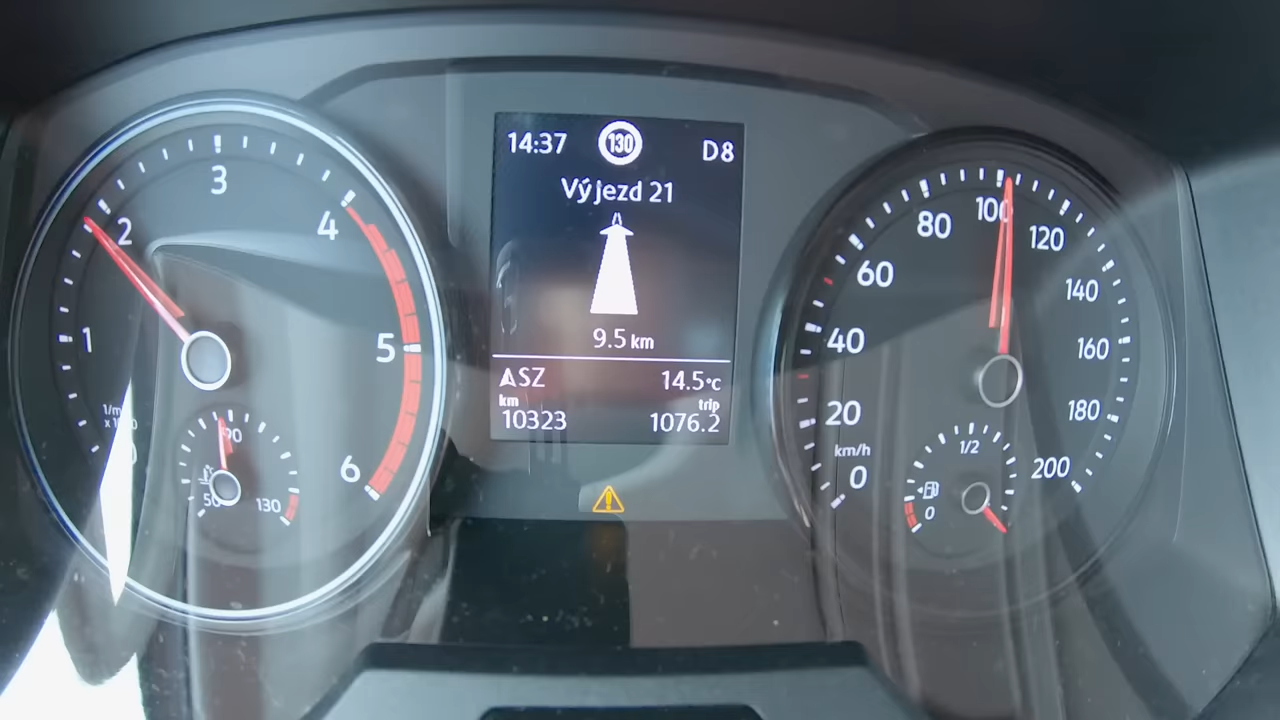 14:37 130 D8
Výjezd 21
9.5 km
ASZ 14.5°C
km trip
10323 1076.2
1
2
3
4
5
6
1/min
50
90
130
°C
0
20
40
60
80
100
120
140
160
180
200
km/h
0
1/2